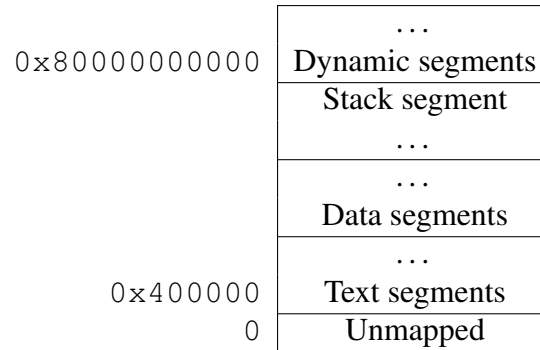 ...
0x80000000000 Dynamic segments
Stack segment
...
...
Data segments
...
0x400000 Text segments
0 Unmapped